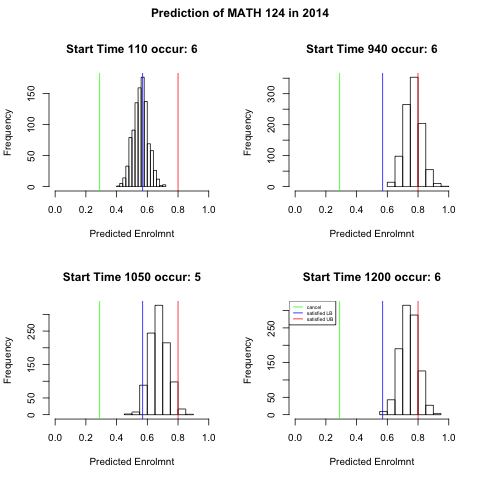 Prediction of MATH 124 in 2014
Start Time 110 occur: 6
Frequency
0 50 100 150
0.0 0.2 0.4 0.6 0.8 1.0
Predicted Enrolmnt
Start Time 940 occur: 6
Frequency
0 50 100 200 300
0.0 0.2 0.4 0.6 0.8 1.0
Predicted Enrolmnt
Start Time 1050 occur: 5
Frequency
0 50 150 250
0.0 0.2 0.4 0.6 0.8 1.0
Predicted Enrolmnt
Start Time 1200 occur: 6
cancel
satisfied LB
satisfied UB
Frequency
0 50 150 250
0.0 0.2 0.4 0.6 0.8 1.0
Predicted Enrolmnt